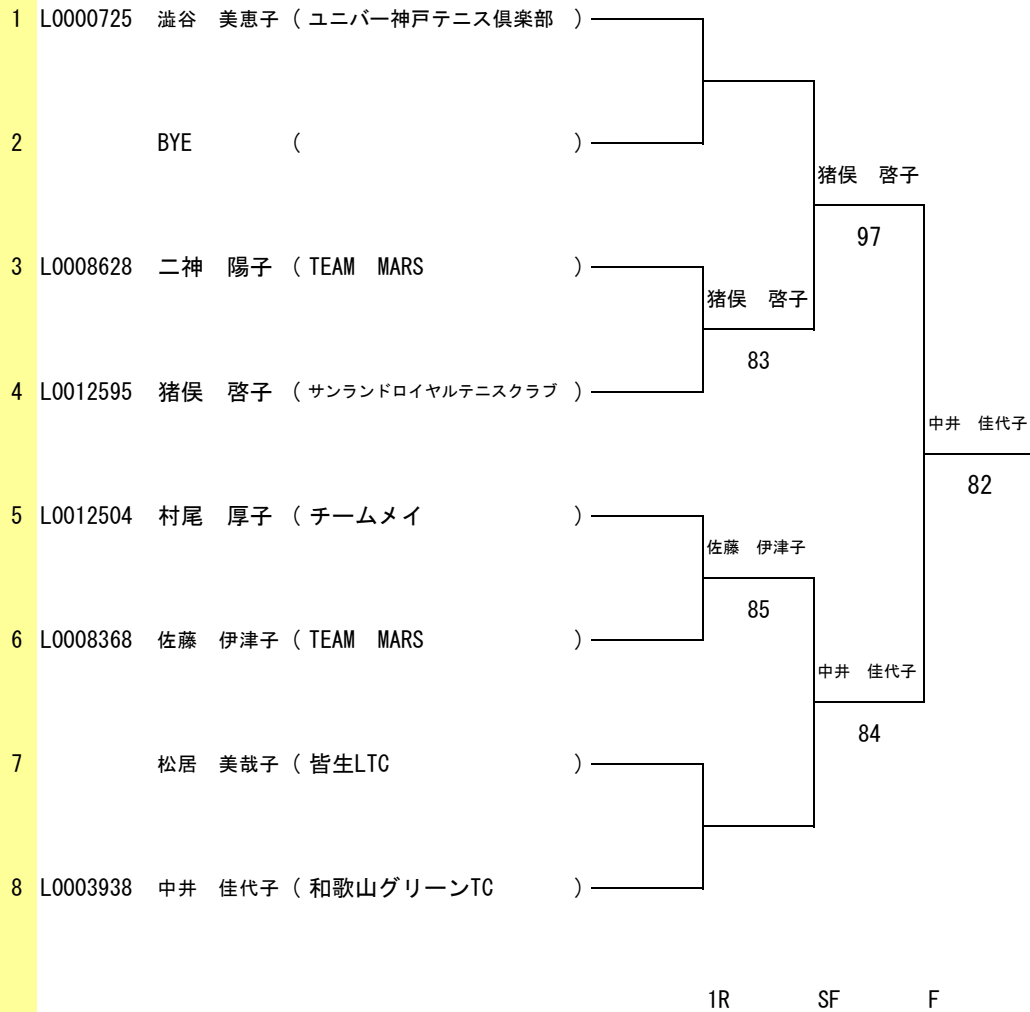 1 L0000725 澁谷　美恵子 ( ユニバー神戸テニス倶楽部 )
2 BYE ( )
猪俣　啓子
97
3 L0008628 二神　陽子 ( TEAM　MARS )
猪俣　啓子
83
4 L0012595 猪俣　啓子 ( サンランドロイヤルテニスクラブ )
中井　佳代子
82
5 L0012504 村尾　厚子 ( チームメイ )
佐藤　伊津子
85
6 L0008368 佐藤　伊津子 ( TEAM　MARS )
中井　佳代子
84
7 松居　美哉子 ( 皆生LTC )
8 L0003938 中井　佳代子 ( 和歌山グリーンTC )
1R SF F